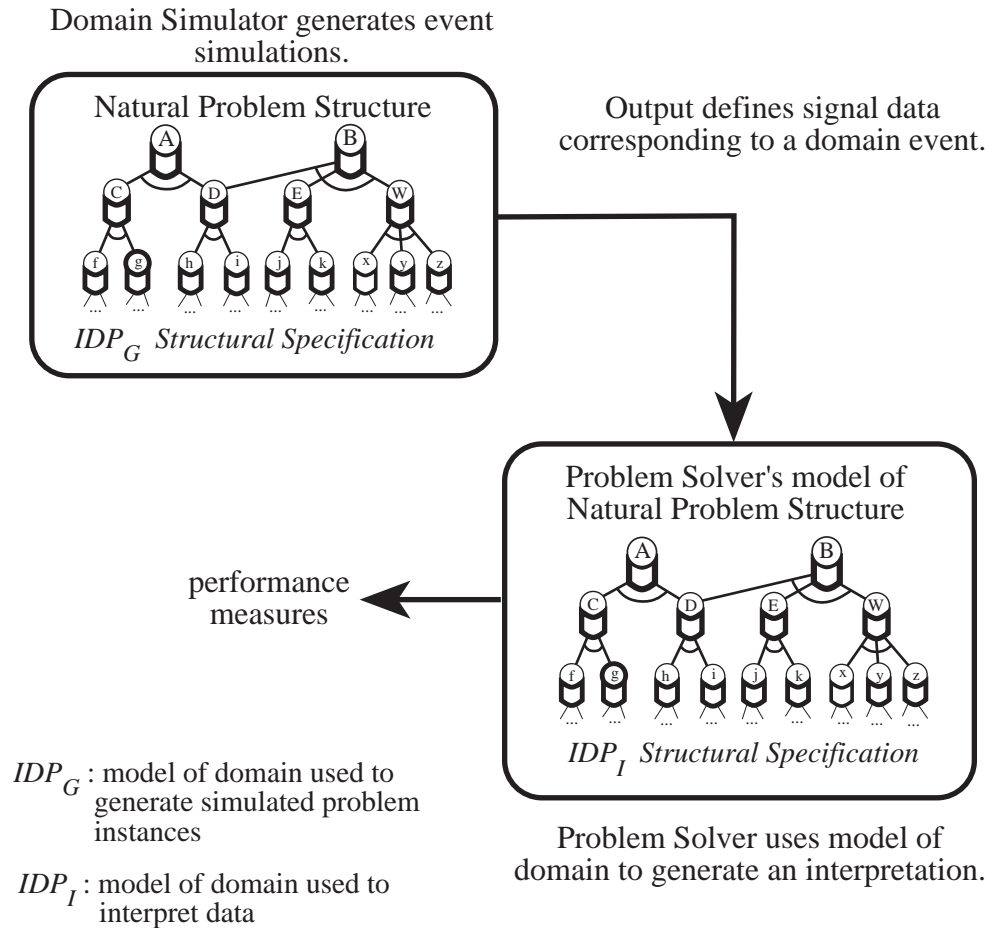 Domain Simulator generates event
simulations.
Natural Problem Structure
A B
C D E W
f g h i j k x y z
... ... ... ... ... ... ... ... ...
IDP_G Structural Specification
Output defines signal data
corresponding to a domain event.
Problem Solver's model of
Natural Problem Structure
A B
C D E W
f g h i j k x y z
... ... ... ... ... ... ... ... ...
IDP_I Structural Specification
performance
measures
IDP_G : model of domain used to
generate simulated problem
instances
IDP_I : model of domain used to
interpret data
Problem Solver uses model of
domain to generate an interpretation.